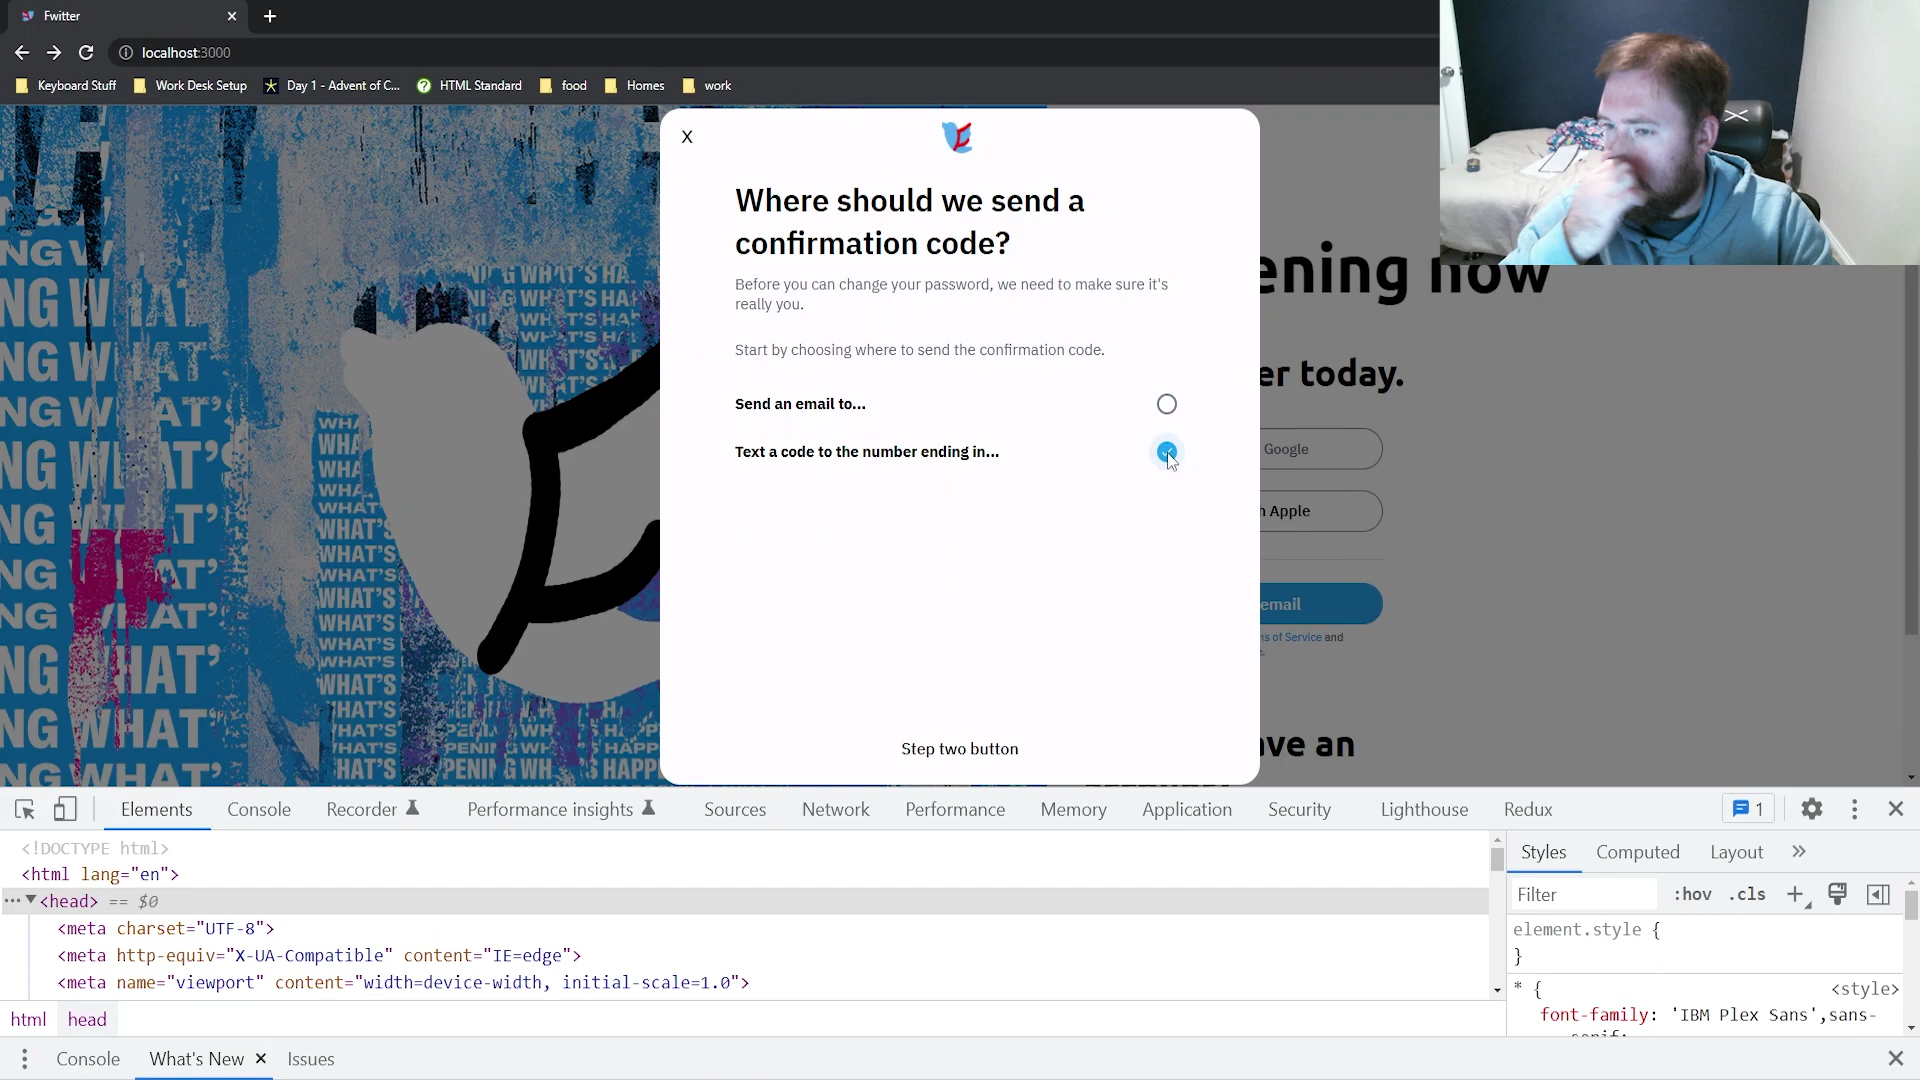 Fwitter
localhost:3000
Keyboard Stuff
Work Desk Setup
Day 1 - Advent of C...
HTML Standard
food
Homes
work
X
Where should we send a
confirmation code?
Before you can change your password, we need to make sure it's
really you.
Start by choosing where to send the confirmation code.
Send an email to...
Text a code to the number ending in...
Step two button
ening now
er today.
Google
h Apple
email
ns of Service and
ave an
Elements
Console
Recorder
Performance insights
Sources
Network
Performance
Memory
Application
Security
Lighthouse
Redux
1
<!DOCTYPE html>
<html lang="en">
<head> == $0
<meta charset="UTF-8">
<meta http-equiv="X-UA-Compatible" content="IE=edge">
<meta name="viewport" content="width=device-width, initial-scale=1.0">
html head
Styles
Computed
Layout
Filter
:hov .cls
element.style {
}
* {
<style>
font-family: 'IBM Plex Sans',sans-
serif;
Console
What's New
Issues